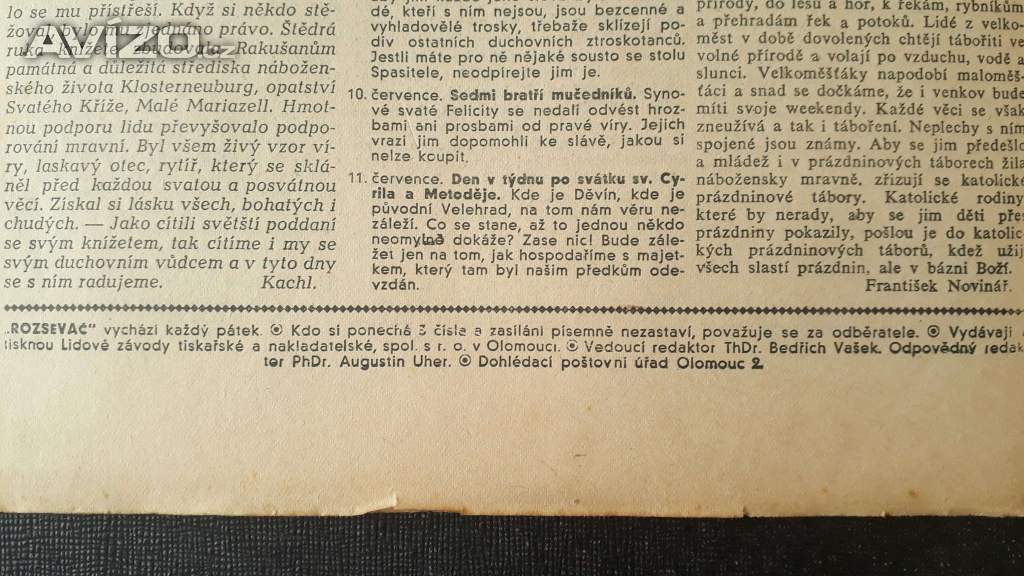 lo se mu přístřeší. Když si někdo stě-
žoval, bylo mu zjednáno právo. Štědrá
ruka knížete zbudovala Rakušanům
památná a důležitá střediska nábožen-
ského života Klosterneuburg, opatství
Svatého Kříže, Malé Mariazell. Hmot-
nou podporu lidu převyšovalo podpo-
rování mravní. Byl všem živý vzor ví-
ry, laskavý otec, rytíř, který se sklá-
něl před každou svatou a posvátnou
věcí. Získal si lásku všech, bohatých i
chudých. — Jako cítili světští poddaní
se svým knížetem, tak cítíme i my se
svým duchovním vůdcem a v tyto dny
se s ním radujeme. Kachl.
dé, kteří s ním nejsou, jsou bezcenné a
vyhladovělé trosky, třebaže sklízejí po-
div ostatních duchovních ztroskotanců.
Jestli máte pro ně nějaké sousto se stolu
Spasitele, neodpírejte jim je.
10. července. Sedmi bratří mučedníků. Syno-
vé svaté Felicity se nedali odvést hroz-
bami ani prosbami od pravé víry. Jejich
vrazi jim dopomohli ke slávě, jakou si
nelze koupit.
11. července. Den v týdnu po svátku sv. Cy-
rila a Metoděje. Kde je Děvín, kde je
původní Velehrad, na tom nám věru ne-
záleží. Co se stane, až to jednou někdo
neomylně dokáže? Zase nic! Bude zále-
žet jen na tom, jak hospodaříme s majet-
kem, který tam byl našim předkům ode-
vzdán.
přírody, do lesů a hor, k řekám, rybníkům
a přehradám řek a potoků. Lidé z velko-
měst v době dovolených chtějí tábořiti ve
volné přírodě a volají po vzduchu, vodě a
slunci. Velkoměšťáky napodobí maloměš-
ťáci a snad se dočkáme, že i venkov bude
míti svoje weekendy. Každé věci se však
zneužívá a tak i táboření. Neplechy s ním
spojené jsou známy. Aby se jim předešlo
a mládež i v prázdninových táborech žila
nábožensky mravně, zřizují se katolické
prázdninové tábory. Katolické rodiny,
které by nerady, aby se jim děti přes
prázdniny pokazily, pošlou je do katolic-
kých prázdninových táborů, kdež užij
všech slastí prázdnin, ale v bázni Boží.
František Novinář.
„ROZSEVAČ“ vychází každý pátek. ⊙ Kdo si ponechá 3 čísla a zasílání písemně nezastaví, považuje se za odběratele. ⊙ Vydávají
tisknou Lidové závody tiskařské a nakladatelské, spol. s r. o. v Olomouci. ⊙ Vedoucí redaktor ThDr. Bedřich Vašek. Odpovědný redak-
tor PhDr. Augustin Uher. ⊙ Dohlédací poštovní úřad Olomouc 2
Avízo.cz